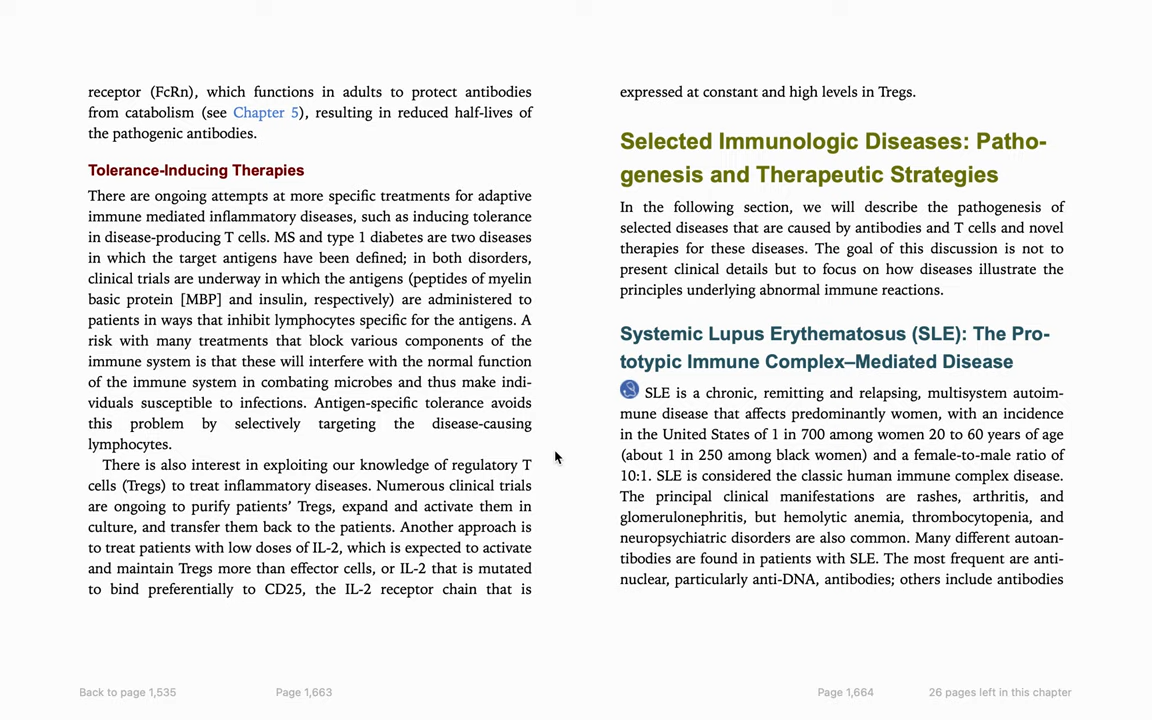 receptor (FcRn), which functions in adults to protect antibodies
from catabolism (see Chapter 5), resulting in reduced half-lives of
the pathogenic antibodies.
Tolerance-Inducing Therapies
There are ongoing attempts at more specific treatments for adaptive
immune mediated inflammatory diseases, such as inducing tolerance
in disease-producing T cells. MS and type 1 diabetes are two diseases
in which the target antigens have been defined; in both disorders,
clinical trials are underway in which the antigens (peptides of myelin
basic protein [MBP] and insulin, respectively) are administered to
patients in ways that inhibit lymphocytes specific for the antigens. A
risk with many treatments that block various components of the
immune system is that these will interfere with the normal function
of the immune system in combating microbes and thus make indi-
viduals susceptible to infections. Antigen-specific tolerance avoids
this problem by selectively targeting the disease-causing
lymphocytes.
There is also interest in exploiting our knowledge of regulatory T
cells (Tregs) to treat inflammatory diseases. Numerous clinical trials
are ongoing to purify patients’ Tregs, expand and activate them in
culture, and transfer them back to the patients. Another approach is
to treat patients with low doses of IL-2, which is expected to activate
and maintain Tregs more than effector cells, or IL-2 that is mutated
to bind preferentially to CD25, the IL-2 receptor chain that is
expressed at constant and high levels in Tregs.
Selected Immunologic Diseases: Patho-
genesis and Therapeutic Strategies
In the following section, we will describe the pathogenesis of
selected diseases that are caused by antibodies and T cells and novel
therapies for these diseases. The goal of this discussion is not to
present clinical details but to focus on how diseases illustrate the
principles underlying abnormal immune reactions.
Systemic Lupus Erythematosus (SLE): The Pro-
totypic Immune Complex–Mediated Disease
SLE is a chronic, remitting and relapsing, multisystem autoim-
mune disease that affects predominantly women, with an incidence
in the United States of 1 in 700 among women 20 to 60 years of age
(about 1 in 250 among black women) and a female-to-male ratio of
10:1. SLE is considered the classic human immune complex disease.
The principal clinical manifestations are rashes, arthritis, and
glomerulonephritis, but hemolytic anemia, thrombocytopenia, and
neuropsychiatric disorders are also common. Many different autoan-
tibodies are found in patients with SLE. The most frequent are anti-
nuclear, particularly anti-DNA, antibodies; others include antibodies
Back to page 1,535
Page 1,663
Page 1,664
26 pages left in this chapter